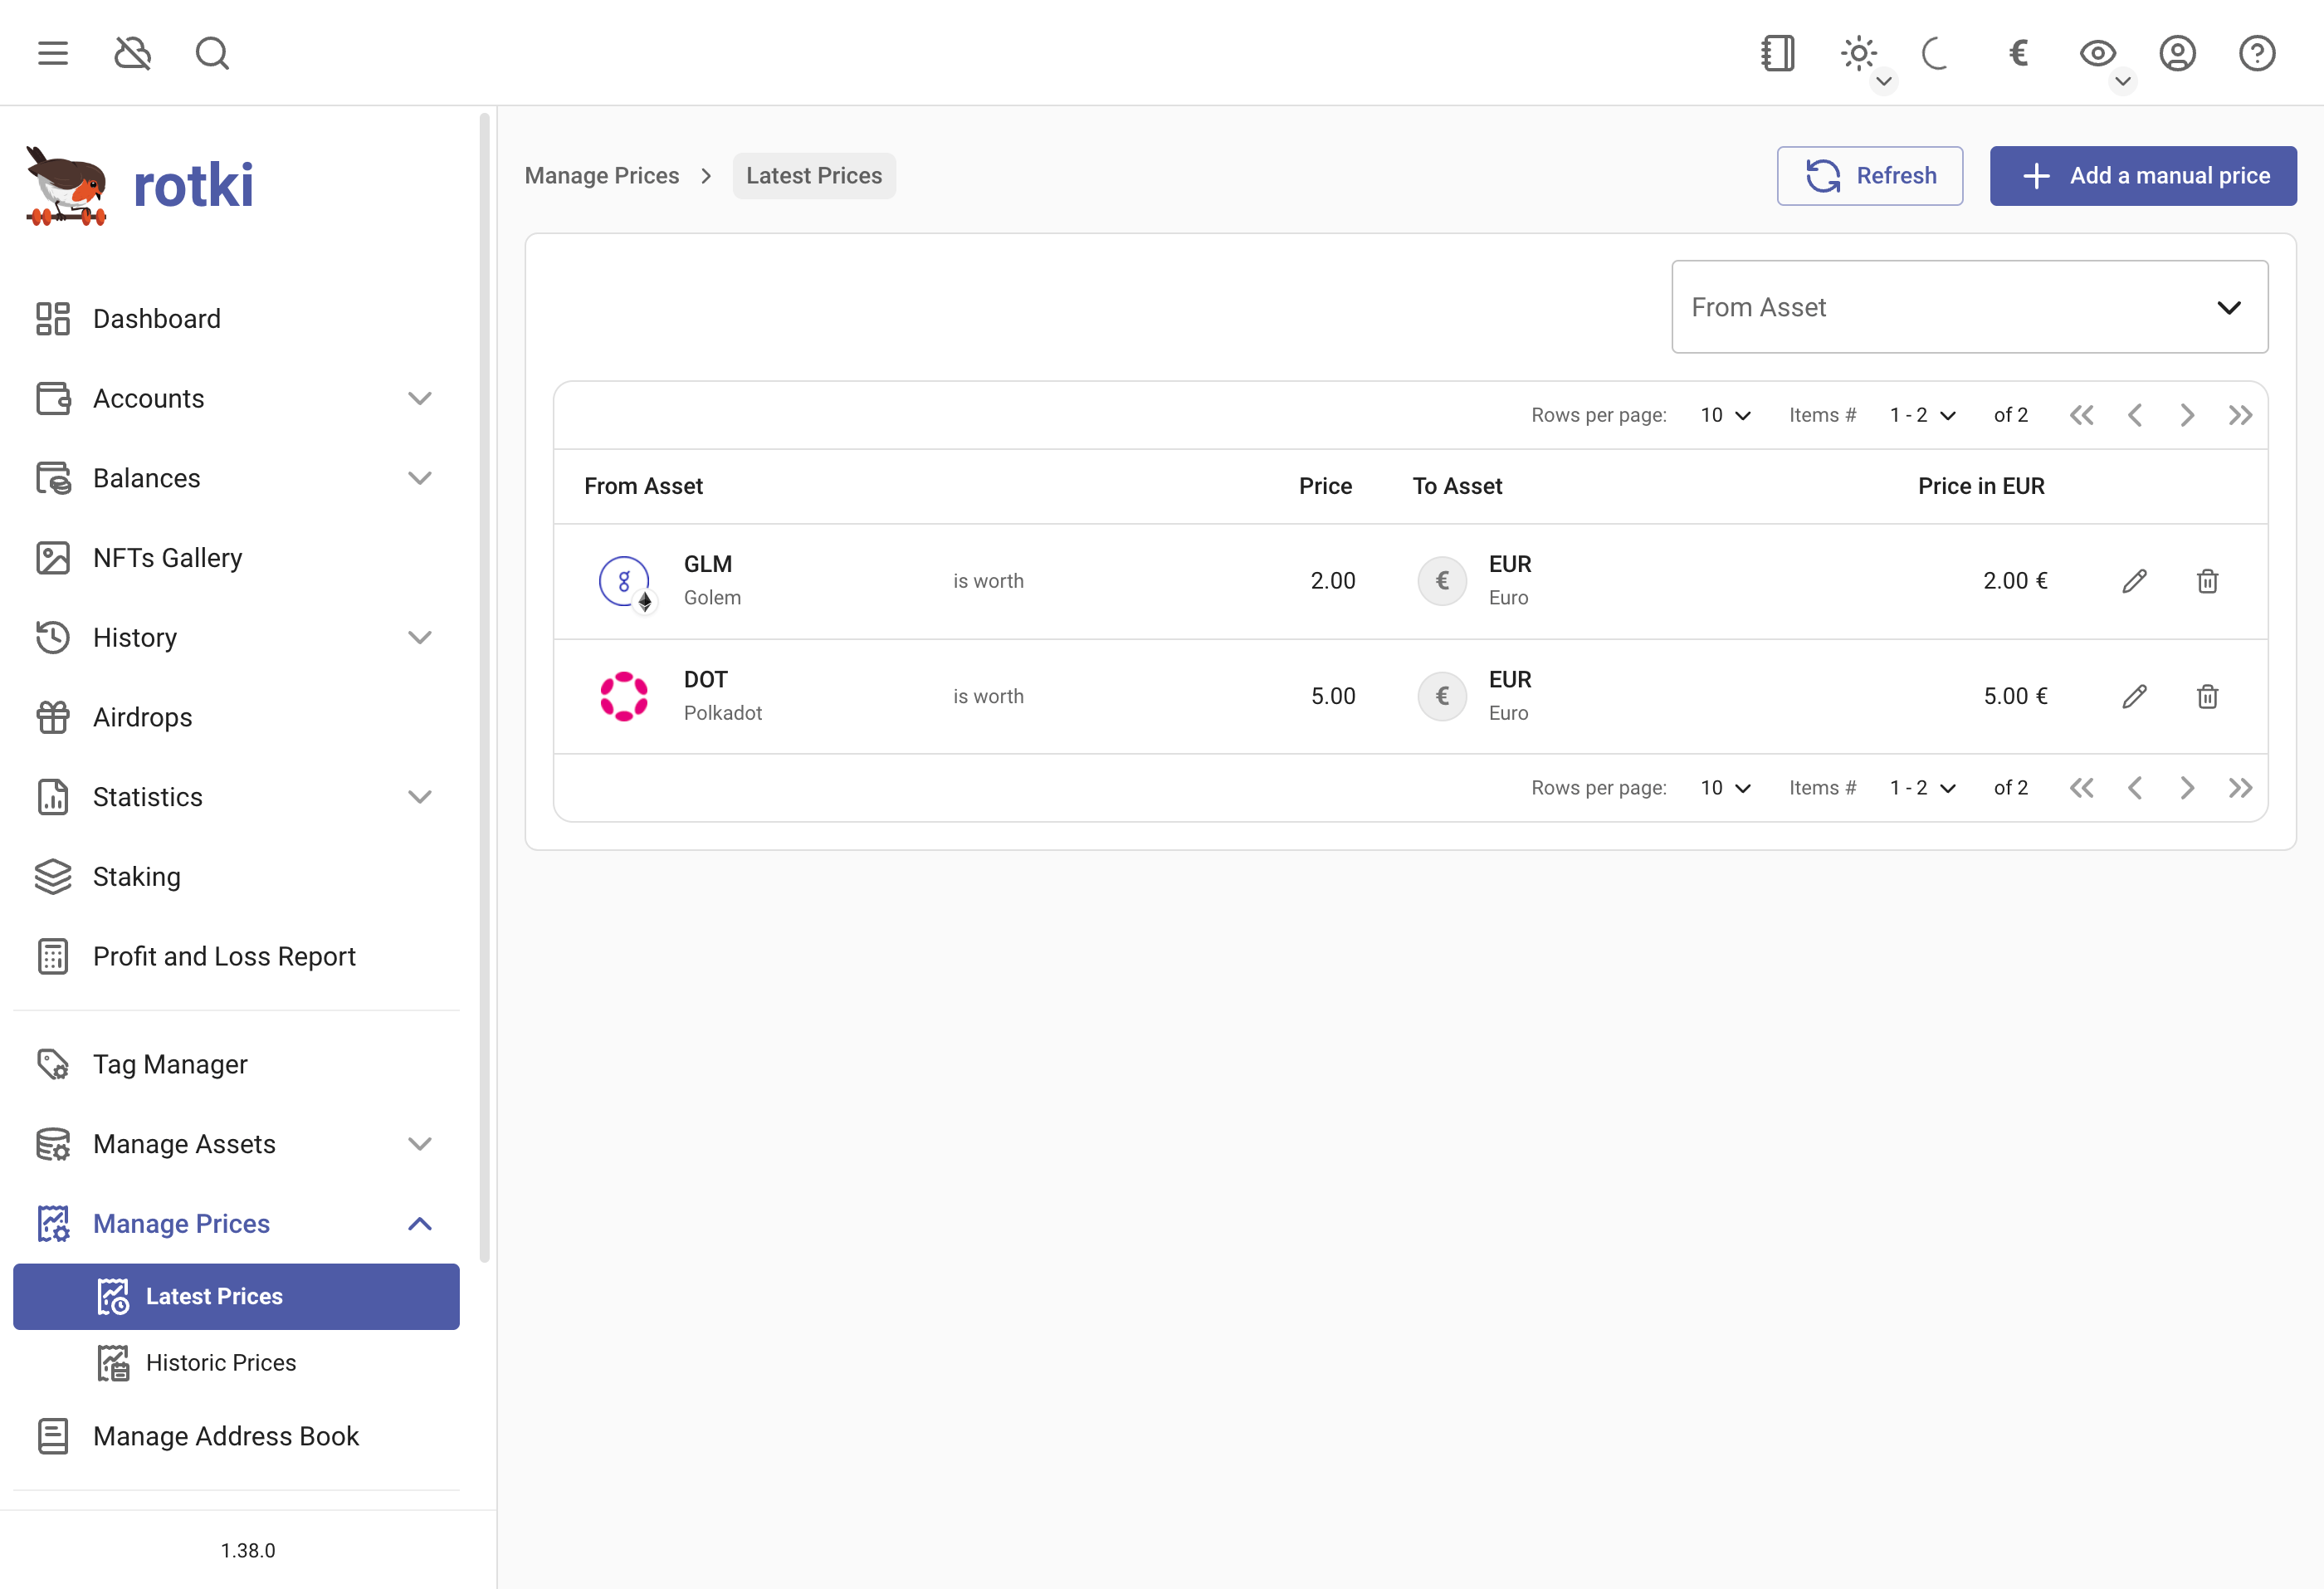 rotki
Dashboard
Accounts
Balances
NFTs Gallery
History
Airdrops
Statistics
Staking
Profit and Loss Report
Tag Manager
Manage Assets
Manage Prices
Latest Prices
Historic Prices
Manage Address Book
1.38.0
€
Manage Prices Latest Prices
Refresh
Add a manual price
From Asset
Rows per page: 10 Items # 1 - 2 of 2
From Asset Price To Asset Price in EUR
GLM
Golem
is worth 2.00
€
EUR
Euro
2.00 €
DOT
Polkadot
is worth 5.00
€
EUR
Euro
5.00 €
Rows per page: 10 Items # 1 - 2 of 2